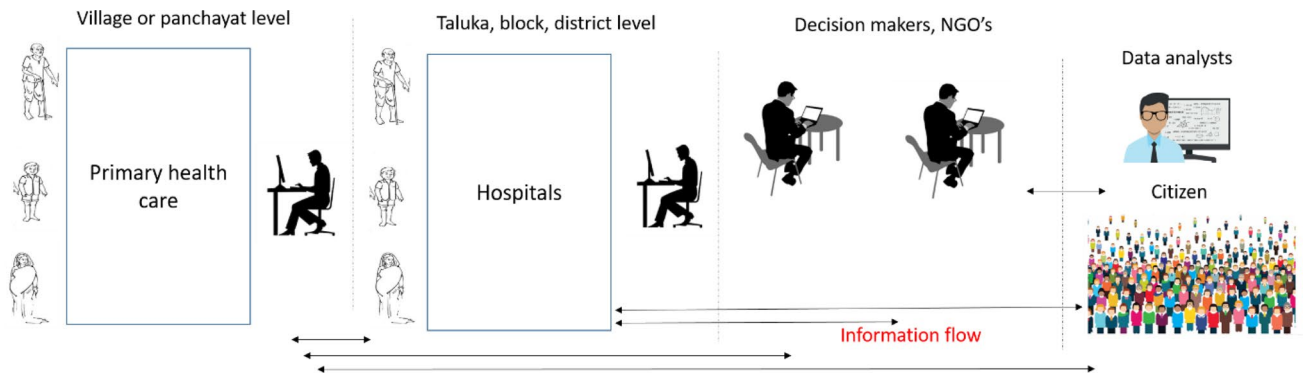 Village or panchayat level
Taluka, block, district level
Decision makers, NGO's
Data analysts
Primary health
care
Hospitals
Citizen
Information flow